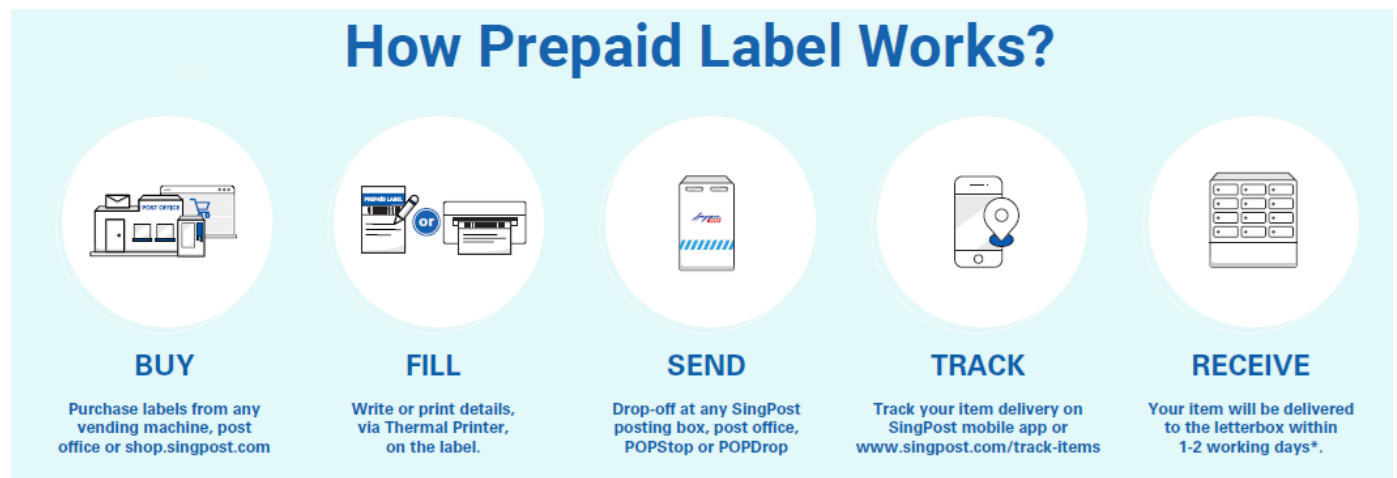 How Prepaid Label Works?
POST OFFICE
PREPAID LABEL
or
BUY
Purchase labels from any
vending machine, post
office or shop.singpost.com
FILL
Write or print details,
via Thermal Printer,
on the label.
SEND
Drop-off at any SingPost
posting box, post office,
POPStop or POPDrop
TRACK
Track your item delivery on
SingPost mobile app or
www.singpost.com/track-items
RECEIVE
Your item will be delivered
to the letterbox within
1-2 working days*.